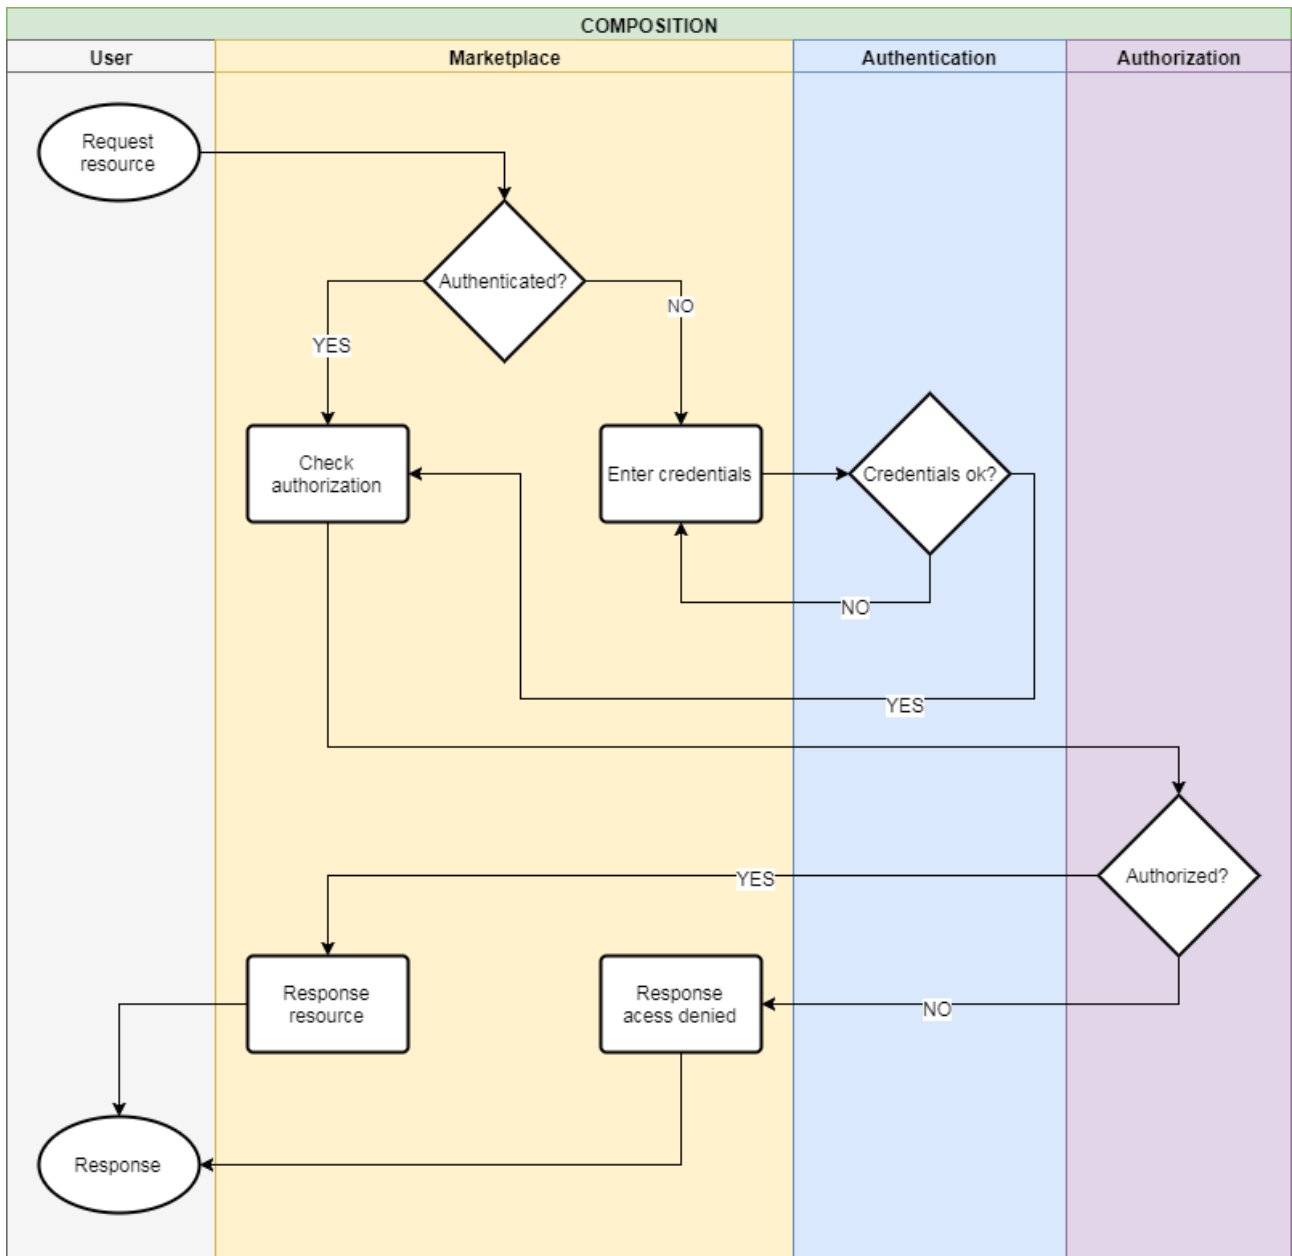 COMPOSITION
User
Marketplace
Authentication
Authorization
Request
resource
Authenticated?
NO
YES
Check
authorization
Enter credentials
Credentials ok?
NO
YES
Authorized?
YES
Response
resource
Response
acess denied
NO
Response